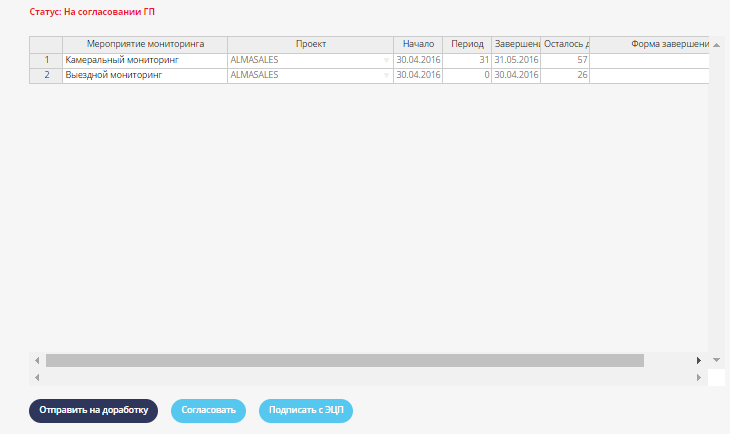 Статус: На согласовании ГП
Мероприятие мониторинга Проект Начало Период Завершени Осталось д Форма завершени
1 Камеральный мониторинг ALMASALES 30.04.2016 31 31.05.2016 57
2 Выездной мониторинг ALMASALES 30.04.2016 0 30.04.2016 26
Отправить на доработку Согласовать Подписать с ЭЦП